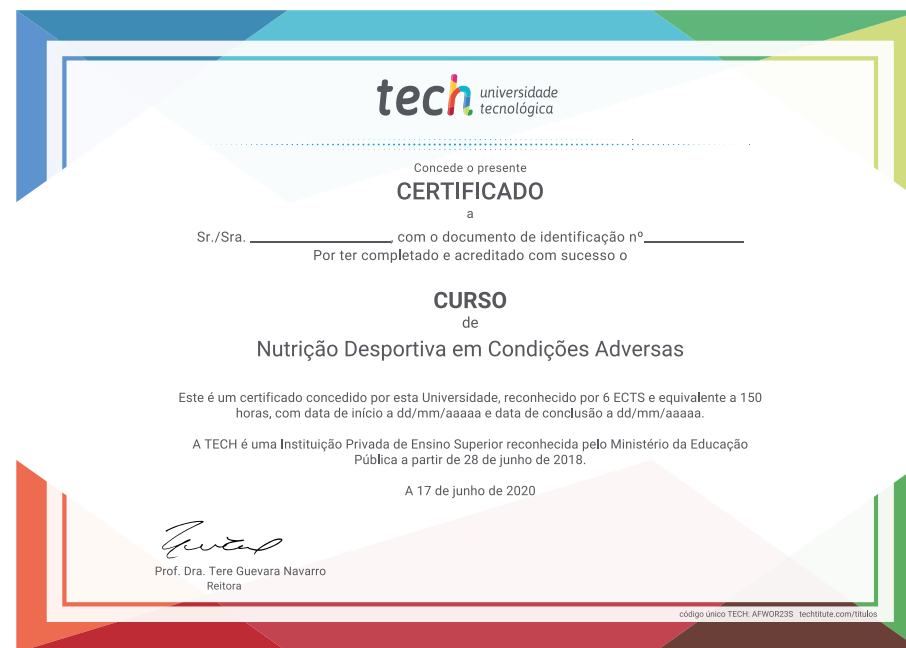 tech universidade
tecnológica
Concede o presente
CERTIFICADO
a
Sr./Sra. ____________________, com o documento de identificação nº______________
Por ter completado e acreditado com sucesso o
CURSO
de
Nutrição Desportiva em Condições Adversas
Este é um certificado concedido por esta Universidade, reconhecido por 6 ECTS e equivalente a 150
horas, com data de início a dd/mm/aaaaa e data de conclusão a dd/mm/aaaaa.
A TECH é uma Instituição Privada de Ensino Superior reconhecida pelo Ministério da Educação
Pública a partir de 28 de junho de 2018.
A 17 de junho de 2020
Prof. Dra. Tere Guevara Navarro
Reitora
código único TECH: AFWOR23S techtitute.com/titulos